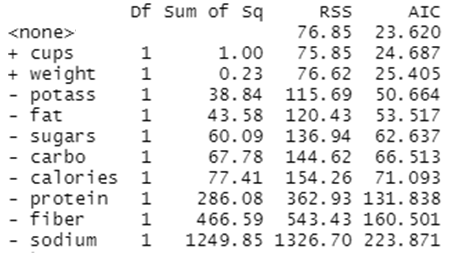 Df Sum of Sq RSS AIC
<none> 76.85 23.620
+ cups 1 1.00 75.85 24.687
+ weight 1 0.23 76.62 25.405
- potass 1 38.84 115.69 50.664
- fat 1 43.58 120.43 53.517
- sugars 1 60.09 136.94 62.637
- carbo 1 67.78 144.62 66.513
- calories 1 77.41 154.26 71.093
- protein 1 286.08 362.93 131.838
- fiber 1 466.59 543.43 160.501
- sodium 1 1249.85 1326.70 223.871